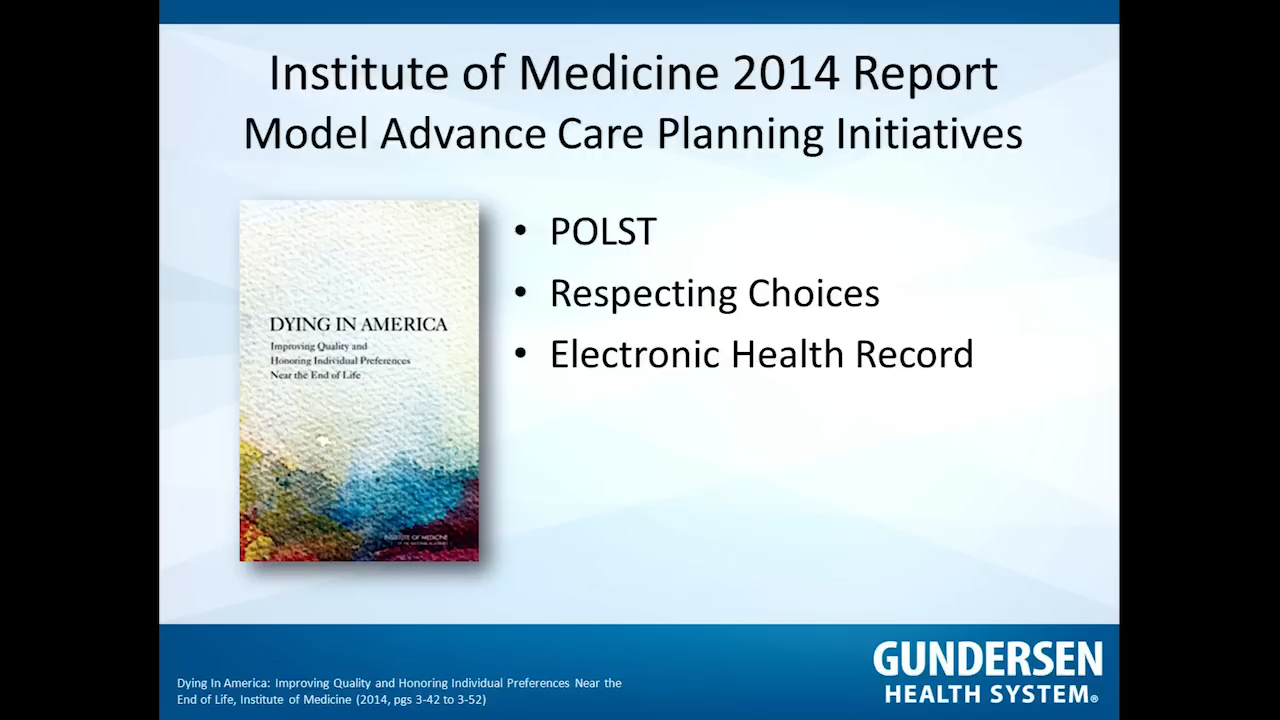 Institute of Medicine 2014 Report
Model Advance Care Planning Initiatives
DYING IN AMERICA
Improving Quality and
Honoring Individual Preferences
Near the End of Life
INSTITUTE OF MEDICINE
• POLST
• Respecting Choices
• Electronic Health Record
Dying In America: Improving Quality and Honoring Individual Preferences Near the
End of Life, Institute of Medicine (2014, pgs 3-42 to 3-52)
GUNDERSEN
HEALTH SYSTEM®